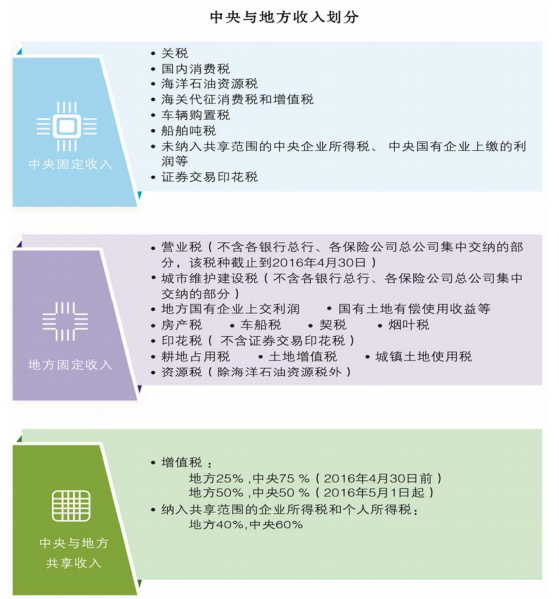 中央与地方收入划分
• 关税
• 国内消费税
• 海洋石油资源税
• 海关代征消费税和增值税
• 车辆购置税
• 船舶吨税
• 未纳入共享范围的中央企业所得税、中央国有企业上缴的利
润等
• 证券交易印花税
中央固定收入
• 营业税（不含各银行总行、各保险公司总公司集中交纳的部
分，该税种截止到2016年4月30日）
• 城市维护建设税（不含各银行总行、各保险公司总公司集中
交纳的部分）
• 地方国有企业上交利润 • 国有土地有偿使用收益等
• 房产税 • 车船税 • 契税 • 烟叶税
• 印花税（不含证券交易印花税）
• 耕地占用税 • 土地增值税 • 城镇土地使用税
• 资源税（除海洋石油资源税外）
地方固定收入
• 增值税：
地方25%,中央75 %（2016年4月30日前）
地方50%,中央50 %（2016年5月1日起）
• 纳入共享范围的企业所得税和个人所得税：
地方40%,中央60%
中央与地方
共享收入